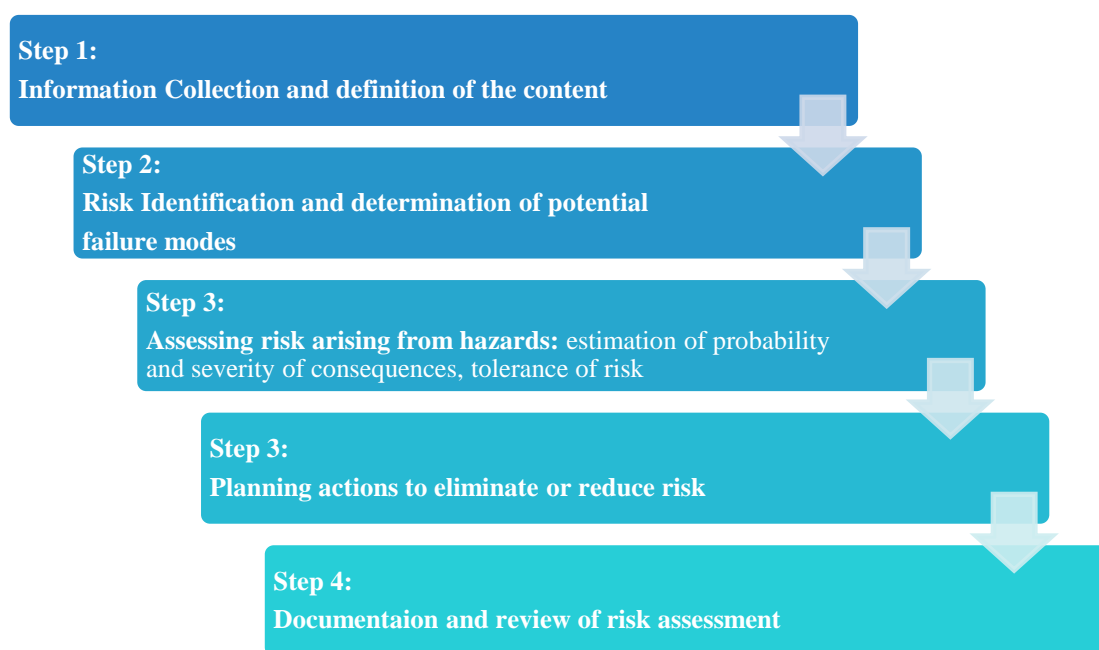 Step 1:
Information Collection and definition of the content
Step 2:
Risk Identification and determination of potential
failure modes
Step 3:
Assessing risk arising from hazards: estimation of probability
and severity of consequences, tolerance of risk
Step 3:
Planning actions to eliminate or reduce risk
Step 4:
Documentaion and review of risk assessment